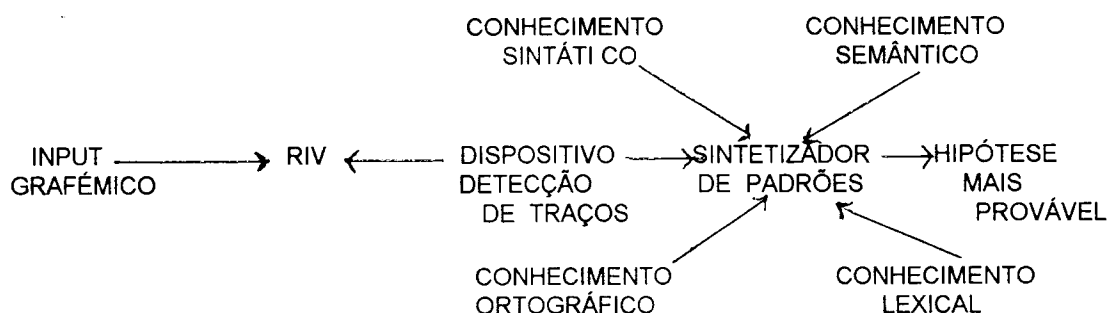 CONHECIMENTO
SINTÁTI CO
CONHECIMENTO
SEMÂNTICO
INPUT
GRAFÉMICO
RIV
DISPOSITIVO
DETECÇÃO
DE TRAÇOS
SINTETIZADOR
DE PADRÕES
HIPÓTESE
MAIS
PROVÁVEL
CONHECIMENTO
ORTOGRÁFICO
CONHECIMENTO
LEXICAL